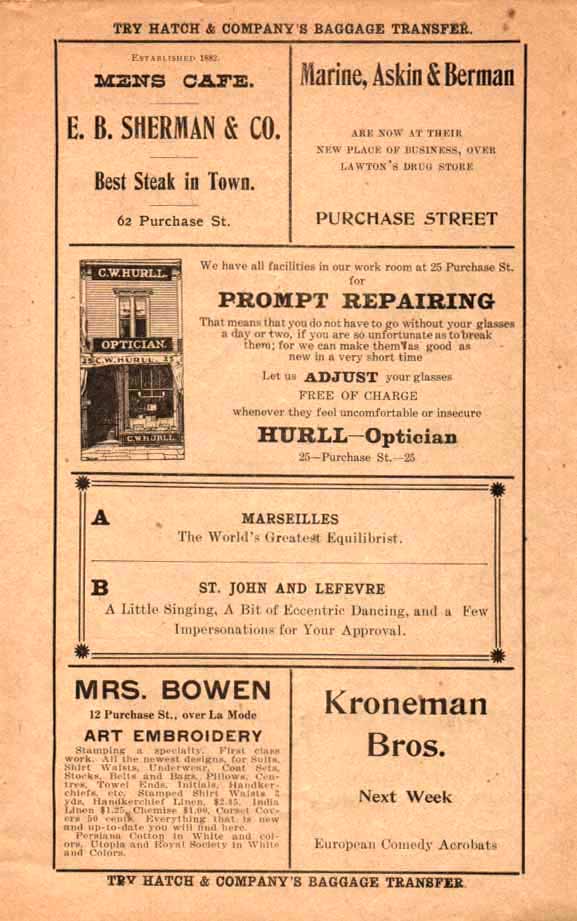 TRY HATCH & COMPANY'S BAGGAGE TRANSFER.
ESTABLISHED 1882.
MENS CAFE.
E. B. SHERMAN & CO.
Best Steak in Town.
62 Purchase St.
Marine, Askin & Berman
ARE NOW AT THEIR
NEW PLACE OF BUSINESS, OVER
LAWTON'S DRUG STORE
PURCHASE STREET
C.W.HURLL.
OPTICIAN.
25 C.W.HURLL. 25
C.W.HURLL
We have all facilities in our work room at 25 Purchase St.
for
PROMPT REPAIRING
That means that you do not have to go without your glasses
a day or two, if you are so unfortunate as to break
them; for we can make them as good as
new in a very short time
Let us ADJUST your glasses
FREE OF CHARGE
whenever they feel uncomfortable or insecure
HURLL—Optician
25—Purchase St.—25
A
MARSEILLES
The World's Greatest Equilibrist.
B
ST. JOHN AND LEFEVRE
A Little Singing, A Bit of Eccentric Dancing, and a Few
Impersonations for Your Approval.
MRS. BOWEN
12 Purchase St., over La Mode
ART EMBROIDERY
Stamping a specialty. First class
work. All the newest designs, for Suits,
Shirt Waists, Underwear, Coat Sets,
Stocks, Belts and Bags, Pillows, Cen-
tres, Towel Ends, Initials, Handker-
chiefs, etc. Stamped Shirt Waists 3
yds, Handkerchief Linen, $2.45. India
Linen $1.25, Chemise $1.00, Corset Cov-
ers 50 cents. Everything that is new
and up-to-date you will find here.
Persiana Cotton in White and col-
ors, Utopia and Royal Society in White
and Colors.
Kroneman
Bros.
Next Week
European Comedy Acrobats
TRY HATCH & COMPANY'S BAGGAGE TRANSFER